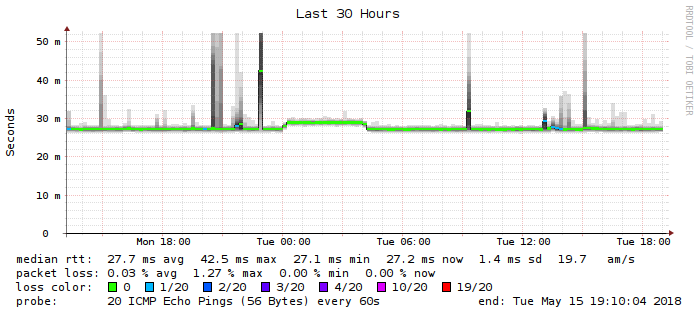 Last 30 Hours
RRDTOOL / TOBI OETIKER
Seconds
50 m
40 m
30 m
20 m
10 m
0
Mon 18:00 Tue 00:00 Tue 06:00 Tue 12:00 Tue 18:00
median rtt: 27.7 ms avg 42.5 ms max 27.1 ms min 27.2 ms now 1.4 ms sd 19.7 am/s
packet loss: 0.03 % avg 1.27 % max 0.00 % min 0.00 % now
loss color: 0 1/20 2/20 3/20 4/20 10/20 19/20
probe: 20 ICMP Echo Pings (56 Bytes) every 60s end: Tue May 15 19:10:04 2018